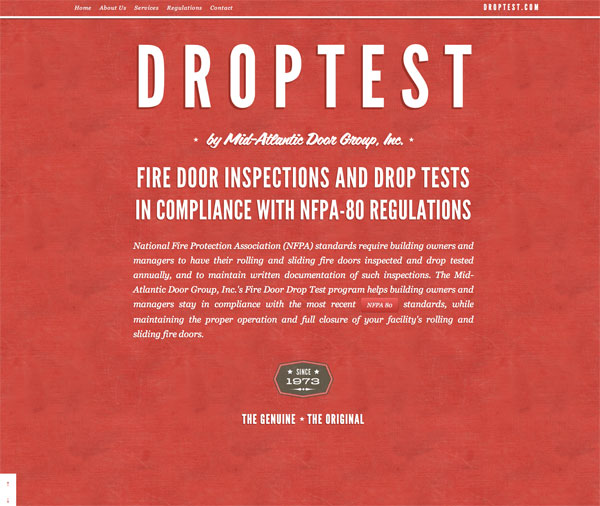 Home About Us Services Regulations Contact DROPTEST.COM
DROPTEST
by Mid-Atlantic Door Group, Inc.
FIRE DOOR INSPECTIONS AND DROP TESTS
IN COMPLIANCE WITH NFPA-80 REGULATIONS
National Fire Protection Association (NFPA) standards require building owners and
managers to have their rolling and sliding fire doors inspected and drop tested
annually, and to maintain written documentation of such inspections. The Mid-
Atlantic Door Group, Inc.'s Fire Door Drop Test program helps building owners and
managers stay in compliance with the most recent NFPA 80 standards, while
maintaining the proper operation and full closure of your facility's rolling and
sliding fire doors.
★ SINCE ★
1973
THE GENUINE ★ THE ORIGINAL